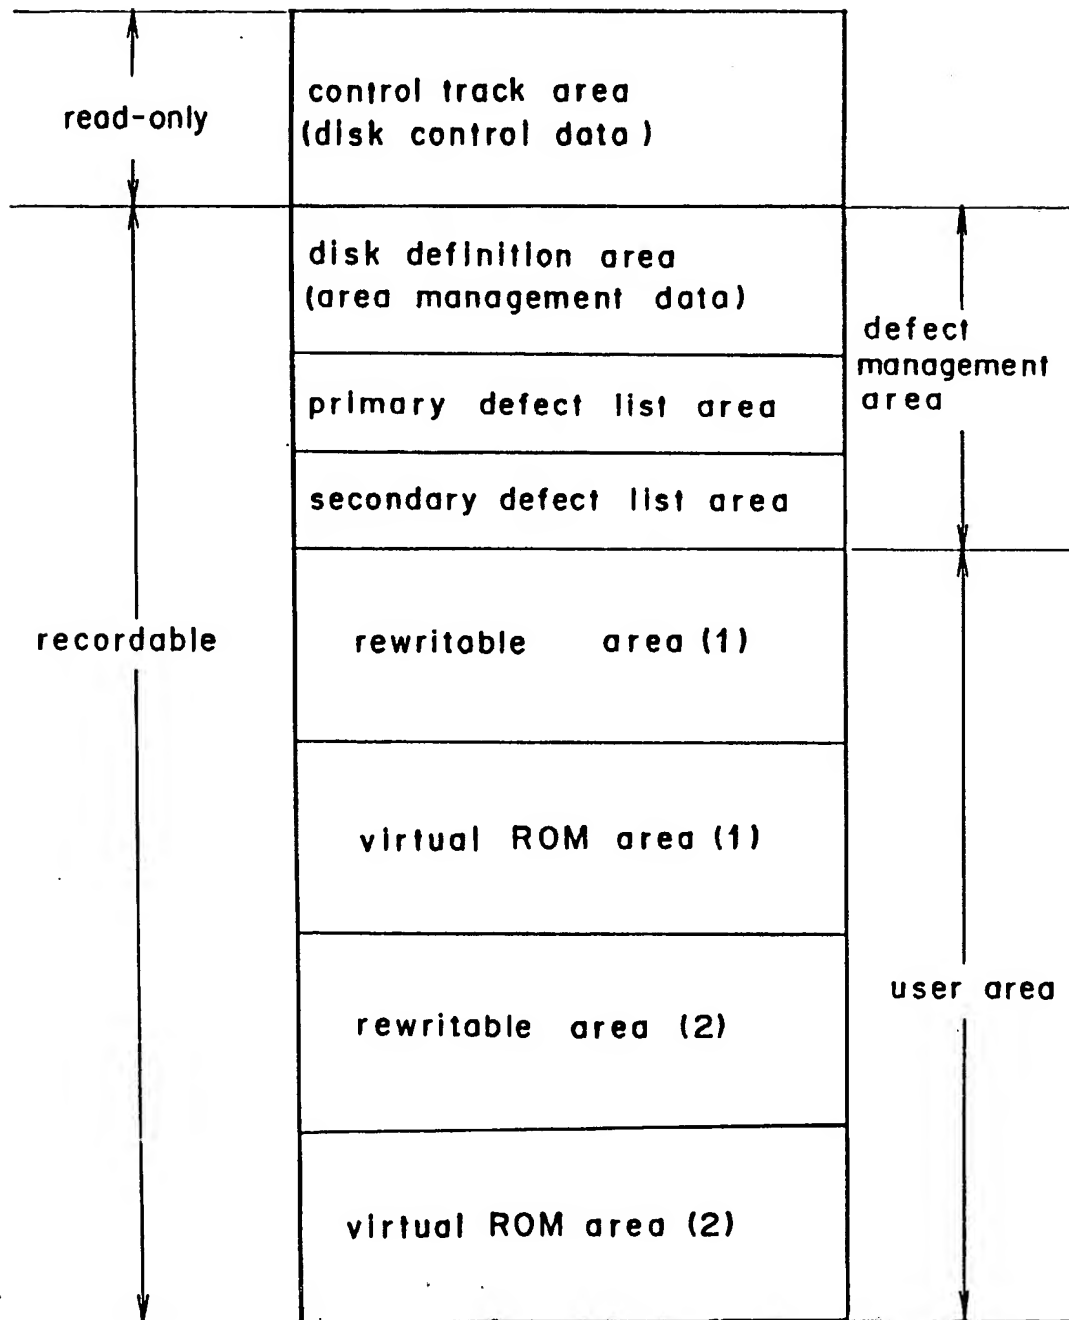 read-only
control track area
(disk control data)
disk definition area
(area management data)
defect
management
area
primary defect list area
secondary defect list area
recordable
rewritable area (1)
virtual ROM area (1)
user area
rewritable area (2)
virtual ROM area (2)